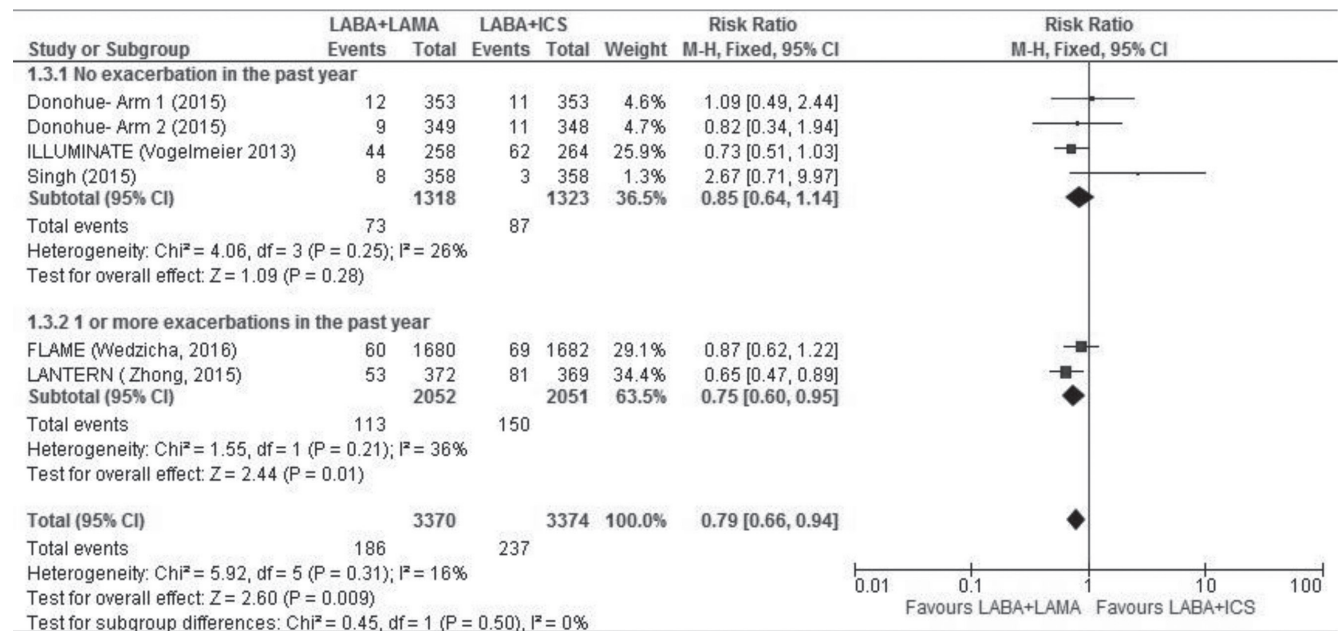 LABA+LAMA LABA+ICS Risk Ratio Risk Ratio
Study or Subgroup Events Total Events Total Weight M-H, Fixed, 95% CI M-H, Fixed, 95% CI
1.3.1 No exacerbation in the past year
Donohue- Arm 1 (2015) 12 353 11 353 4.6% 1.09 [0.49, 2.44]
Donohue- Arm 2 (2015) 9 349 11 348 4.7% 0.82 [0.34, 1.94]
ILLUMINATE (Vogelmeier 2013) 44 258 62 264 25.9% 0.73 [0.51, 1.03]
Singh (2015) 8 358 3 358 1.3% 2.67 [0.71, 9.97]
Subtotal (95% CI) 1318 1323 36.5% 0.85 [0.64, 1.14]
Total events 73 87
Heterogeneity: Chi² = 4.06, df = 3 (P = 0.25); I² = 26%
Test for overall effect: Z = 1.09 (P = 0.28)
1.3.2 1 or more exacerbations in the past year
FLAME (Wedzicha, 2016) 60 1680 69 1682 29.1% 0.87 [0.62, 1.22]
LANTERN ( Zhong, 2015) 53 372 81 369 34.4% 0.65 [0.47, 0.89]
Subtotal (95% CI) 2052 2051 63.5% 0.75 [0.60, 0.95]
Total events 113 150
Heterogeneity: Chi² = 1.55, df = 1 (P = 0.21); I² = 36%
Test for overall effect: Z = 2.44 (P = 0.01)
Total (95% CI) 3370 3374 100.0% 0.79 [0.66, 0.94]
Total events 186 237
Heterogeneity: Chi² = 5.92, df = 5 (P = 0.31); I² = 16%
Test for overall effect: Z = 2.60 (P = 0.009)
Test for subgroup differences: Chi² = 0.45, df = 1 (P = 0.50), I² = 0%
0.01 0.1 1 10 100
Favours LABA+LAMA Favours LABA+ICS